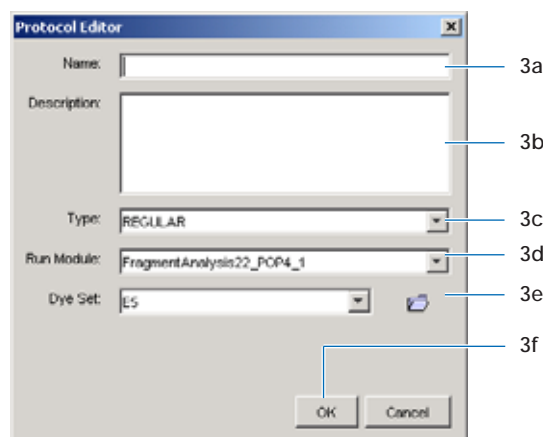 Protocol Editor
Name: 3a
Description: 3b
Type: REGULAR 3c
Run Module: FragmentAnalysis22_POP4_1 3d
Dye Set: E5 3e
3f
OK Cancel